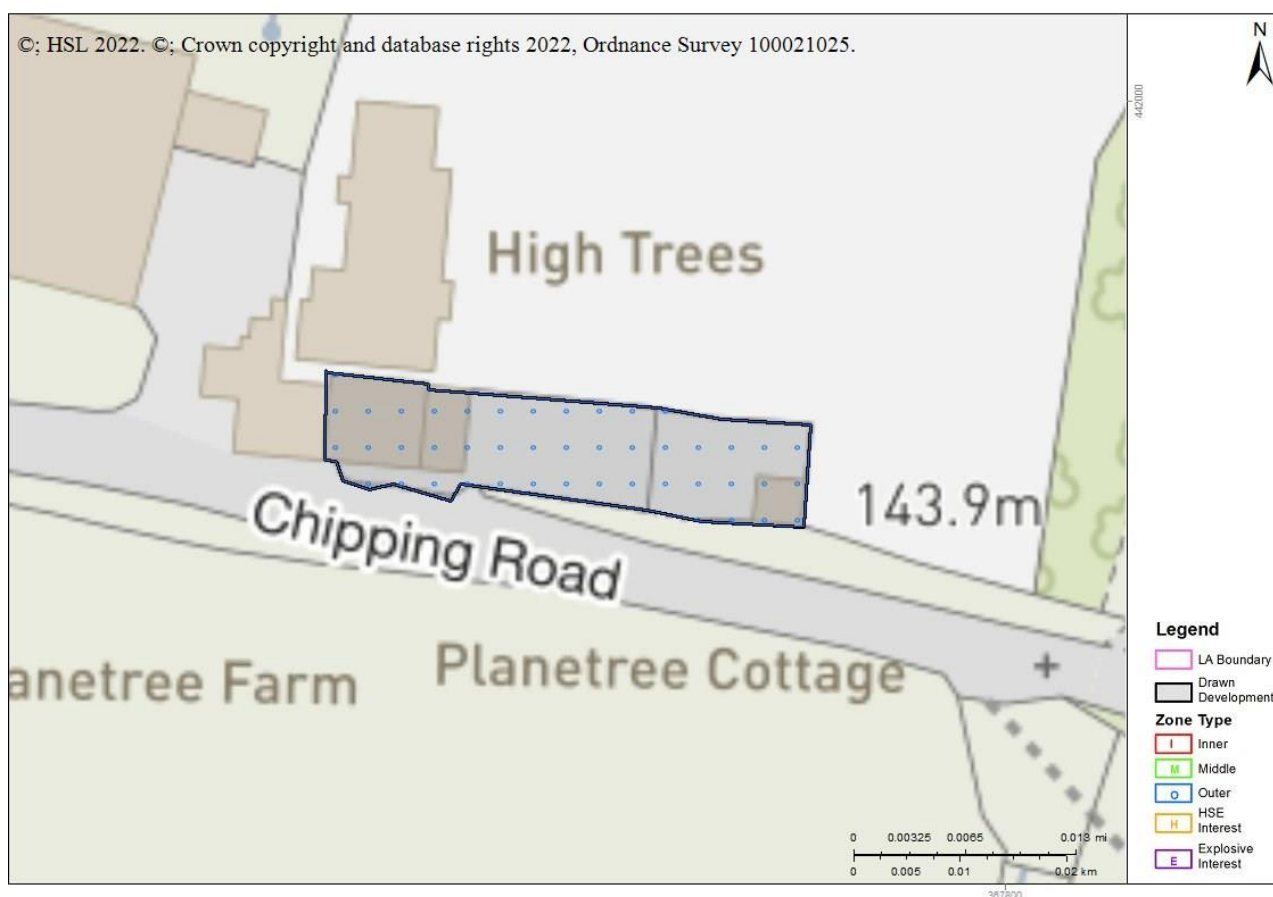 ©; HSL 2022. ©; Crown copyright and database rights 2022, Ordnance Survey 100021025.
N
442000
High Trees
143.9m
Chipping Road
Planetree Cottage
anetree Farm
0 0.00325 0.0065 0.013 mi
0 0.005 0.01 0.02 km
Legend
LA Boundary
Drawn
Development
Zone Type
I Inner
M Middle
O Outer
H HSE
Interest
E Explosive
Interest
367800